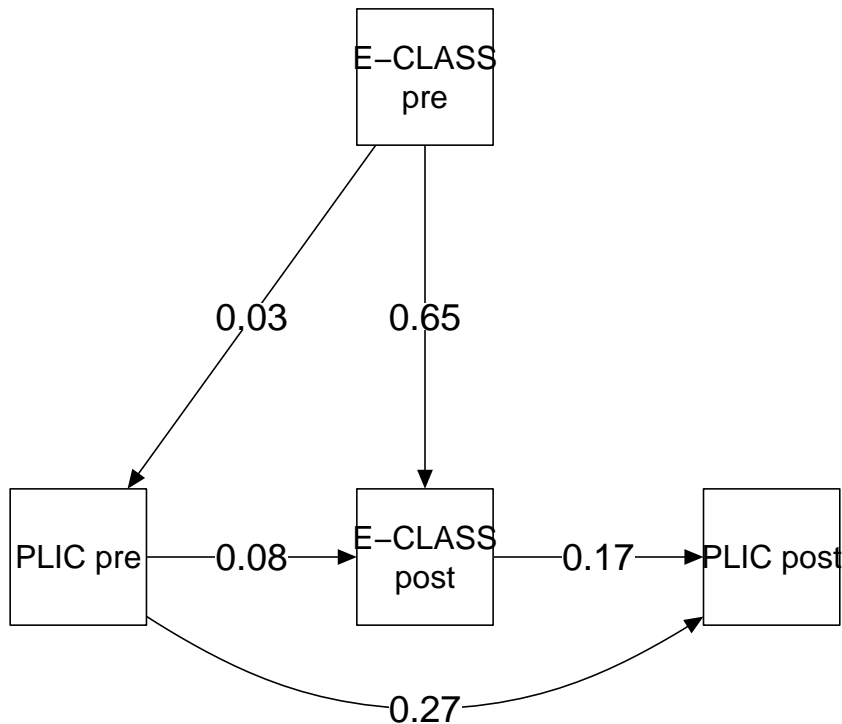 E−CLASS
pre
0.03
0.65
PLIC pre
0.08
E−CLASS
post
0.17
PLIC post
0.27